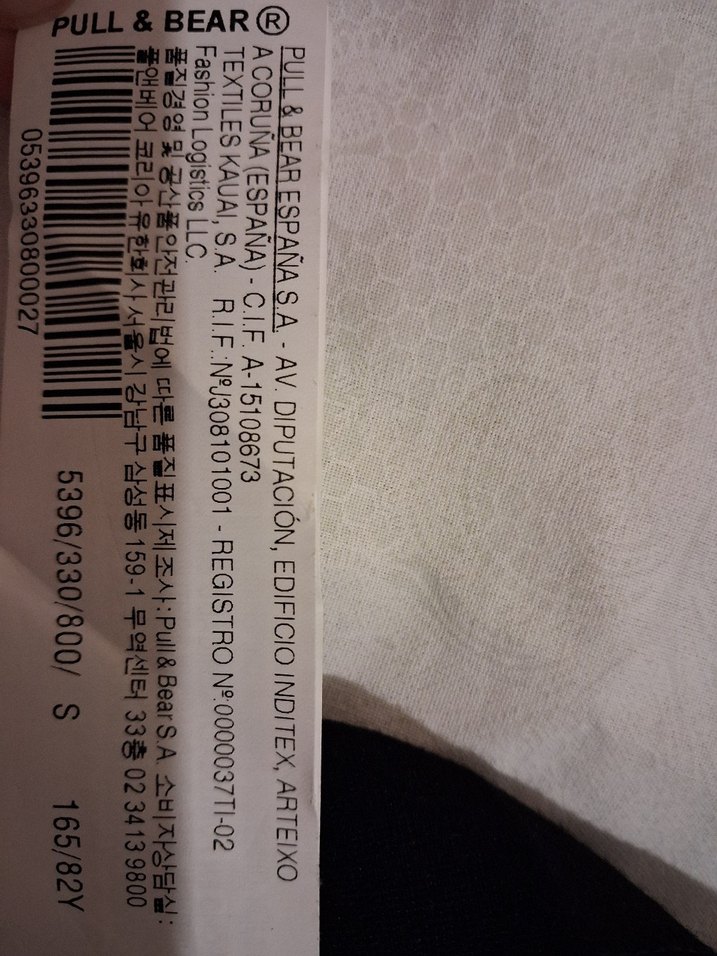 PULL & BEAR®
PULL & BEAR ESPAÑA S.A. - AV. DIPUTACIÓN, EDIFICIO INDITEX, ARTEIXO
A CORUÑA (ESPAÑA) - C.I.F. A-15108673
TEXTILES KAUAI, S.A. R.I.F.:NºJ308101001 - REGISTRO Nº:0000037TI-02
Fashion Logistics LLC.
품질경영 및 공산품안전관리법에 따른 품질표시제조사:Pull & Bear S.A 소비자상담실:
풀앤베어 코리아유한회사 서울시 강남구 삼성동 159-1 무역센터 33층 02 3413 9800
05396330800027
5396/330/800/ S 165/82Y